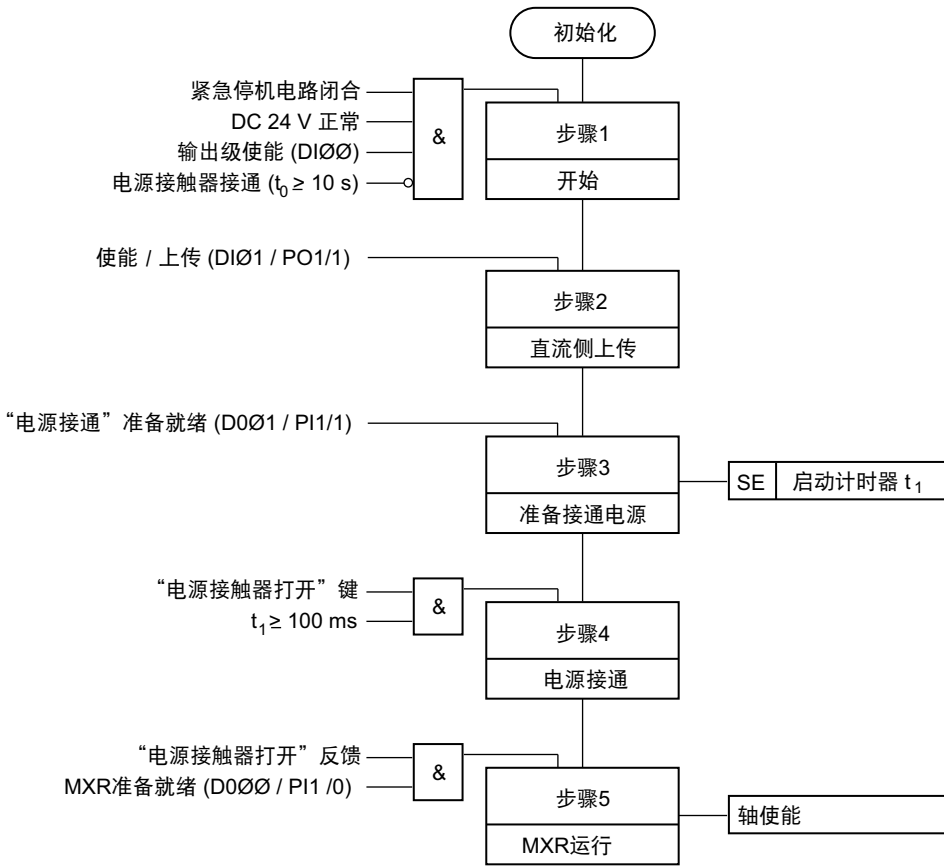 初始化
紧急停机电路闭合
DC 24 V 正常
输出级使能 (DIØØ)
电源接触器接通 (t0 ≥ 10 s)
&
步骤1
开始
使能 / 上传 (DIØ1 / PO1/1)
步骤2
直流侧上传
“电源接通”准备就绪 (D0Ø1 / PI1/1)
步骤3
准备接通电源
SE 启动计时器 t1
“电源接触器打开”键
t1 ≥ 100 ms
&
步骤4
电源接通
“电源接触器打开”反馈
MXR准备就绪 (D0ØØ / PI1 /0)
&
步骤5
MXR运行
轴使能